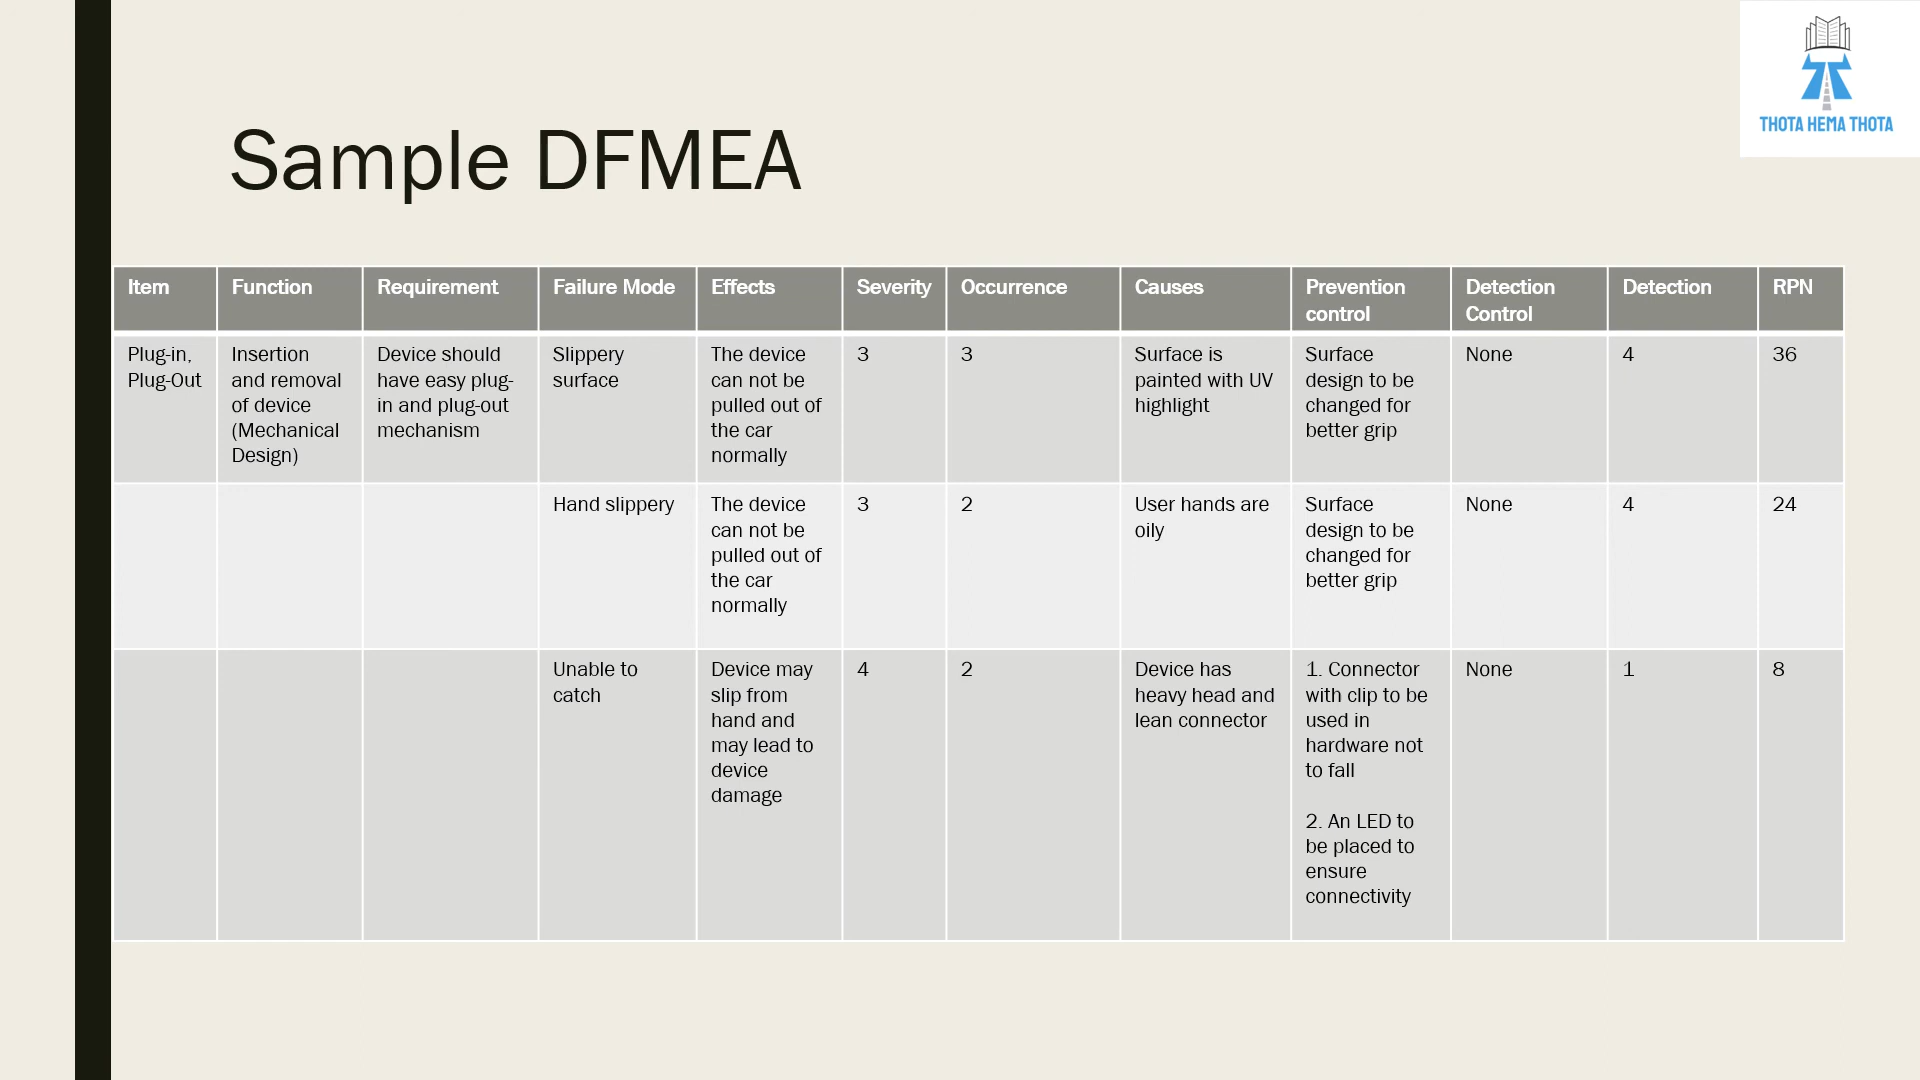 THOTA HEMA THOTA
Sample DFMEA
Item
Function
Requirement
Failure Mode
Effects
Severity
Occurrence
Causes
Prevention
control
Detection
Control
Detection
RPN
Plug-in,
Plug-Out
Insertion
and removal
of device
(Mechanical
Design)
Device should
have easy plug-
in and plug-out
mechanism
Slippery
surface
The device
can not be
pulled out of
the car
normally
3
3
Surface is
painted with UV
highlight
Surface
design to be
changed for
better grip
None
4
36
Hand slippery
The device
can not be
pulled out of
the car
normally
3
2
User hands are
oily
Surface
design to be
changed for
better grip
None
4
24
Unable to
catch
Device may
slip from
hand and
may lead to
device
damage
4
2
Device has
heavy head and
lean connector
1. Connector
with clip to be
used in
hardware not
to fall
2. An LED to
be placed to
ensure
connectivity
None
1
8